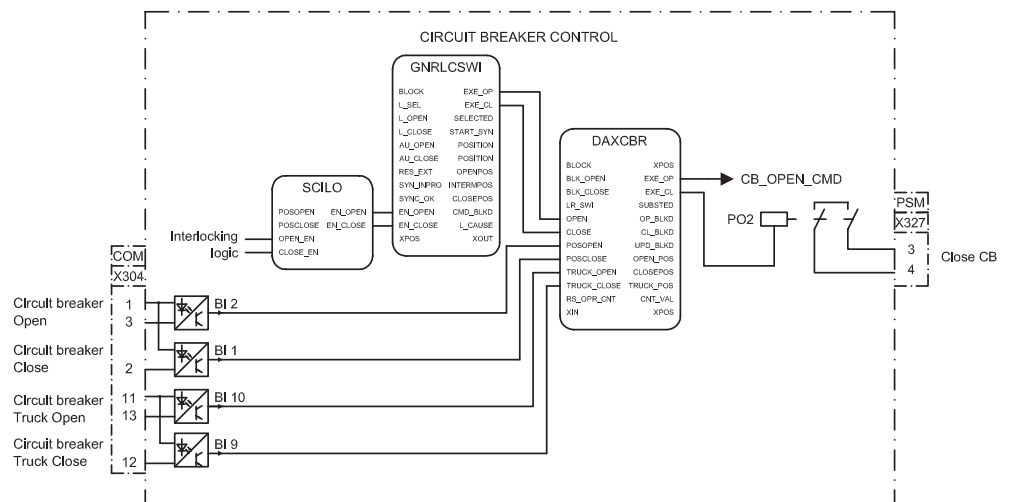 CIRCUIT BREAKER CONTROL
GNRLCSWI
BLOCK EXE_OP
L_SEL EXE_CL
L_OPEN SELECTED
L_CLOSE START_SYN
AU_OPEN POSITION
AU_CLOSE POSITION
RES_EXT OPENPOS
SYN_INPRO INTERMPOS
SYNC_OK CLOSEPOS
EN_OPEN CMD_BLKD
EN_CLOSE L_CAUSE
XPOS XOUT
SCILO
POSOPEN EN_OPEN
POSCLOSE EN_CLOSE
OPEN_EN
CLOSE_EN
Interlocking
logic
DAXCBR
BLOCK XPOS
BLK_OPEN EXE_OP
BLK_CLOSE EXE_CL
LR_SWI SUBSTED
OPEN OP_BLKD
CLOSE CL_BLKD
POSOPEN UPD_BLKD
POSCLOSE OPEN_POS
TRUCK_OPEN CLOSEPOS
TRUCK_CLOSE TRUCK_POS
RS_OPR_CNT CNT_VAL
XIN XPOS
CB_OPEN_CMD
PO2
PSM
X327
3
4
Close CB
COM
X304
Circuit breaker
Open
1
3
BI 2
Circuit breaker
Close
2
BI 1
Circuit breaker
Truck Open
11
13
BI 10
Circuit breaker
Truck Close
12
BI 9